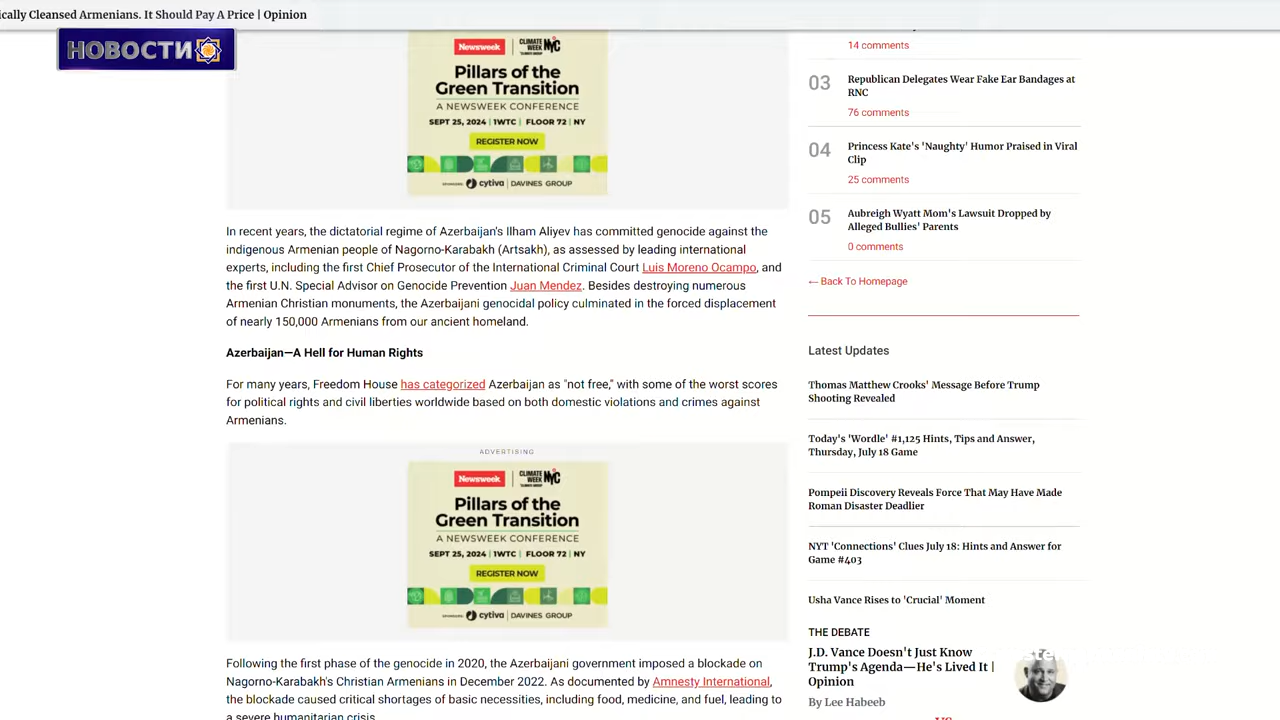 ically Cleansed Armenians. It Should Pay A Price | Opinion
НОВОСТИ
Newsweek
CLIMATE
WEEK
NYC
CLIMATE GROUP
Pillars of the
Green Transition
A NEWSWEEK CONFERENCE
SEPT 25, 2024 | 1WTC | FLOOR 72 | NY
REGISTER NOW
cytiva | DAVINES GROUP
In recent years, the dictatorial regime of Azerbaijan's Ilham Aliyev has committed genocide against the
indigenous Armenian people of Nagorno-Karabakh (Artsakh), as assessed by leading international
experts, including the first Chief Prosecutor of the International Criminal Court Luis Moreno Ocampo, and
the first U.N. Special Advisor on Genocide Prevention Juan Mendez. Besides destroying numerous
Armenian Christian monuments, the Azerbaijani genocidal policy culminated in the forced displacement
of nearly 150,000 Armenians from our ancient homeland.
Azerbaijan—A Hell for Human Rights
For many years, Freedom House has categorized Azerbaijan as "not free," with some of the worst scores
for political rights and civil liberties worldwide based on both domestic violations and crimes against
Armenians.
ADVERTISING
Newsweek
CLIMATE
WEEK
NYC
CLIMATE GROUP
Pillars of the
Green Transition
A NEWSWEEK CONFERENCE
SEPT 25, 2024 | 1WTC | FLOOR 72 | NY
REGISTER NOW
cytiva | DAVINES GROUP
Following the first phase of the genocide in 2020, the Azerbaijani government imposed a blockade on
Nagorno-Karabakh's Christian Armenians in December 2022. As documented by Amnesty International,
the blockade caused critical shortages of basic necessities, including food, medicine, and fuel, leading to
a severe humanitarian crisis.
14 comments
03
Republican Delegates Wear Fake Ear Bandages at
RNC
76 comments
04
Princess Kate's 'Naughty' Humor Praised in Viral
Clip
25 comments
05
Aubreigh Wyatt Mom's Lawsuit Dropped by
Alleged Bullies' Parents
0 comments
← Back To Homepage
Latest Updates
Thomas Matthew Crooks' Message Before Trump
Shooting Revealed
Today's 'Wordle' #1,125 Hints, Tips and Answer,
Thursday, July 18 Game
Pompeii Discovery Reveals Force That May Have Made
Roman Disaster Deadlier
NYT 'Connections' Clues July 18: Hints and Answer for
Game #403
Usha Vance Rises to 'Crucial' Moment
THE DEBATE
J.D. Vance Doesn't Just Know
Trump's Agenda—He's Lived It |
Opinion
By Lee Habeeb
VS